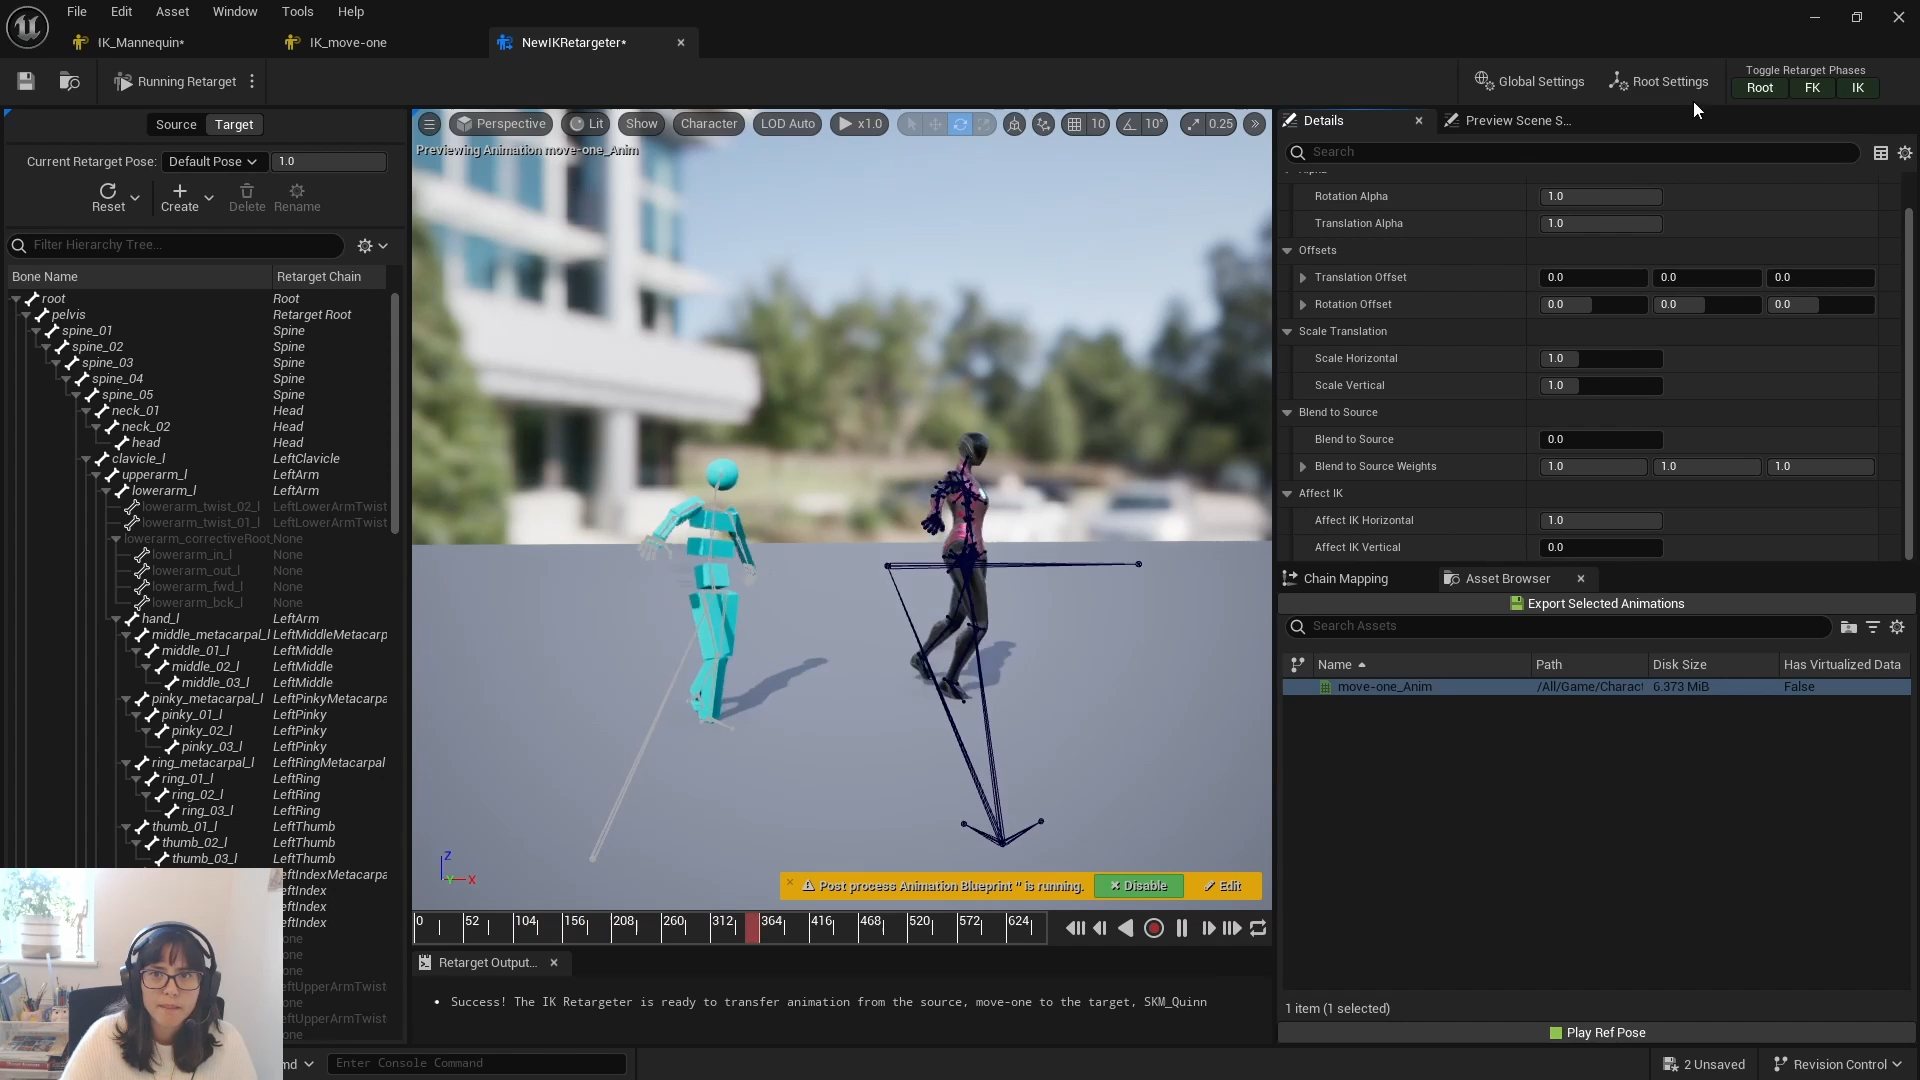 File Edit Asset Window Tools Help
IK_Mannequin* IK_move-one NewIKRetargeter*
Running Retarget Global Settings Root Settings
Toggle Retarget Phases
Root FK IK
Source Target
Current Retarget Pose: Default Pose 1.0
Reset Create Delete Rename
Filter Hierarchy Tree...
Bone Name Retarget Chain
root Root
pelvis Retarget Root
spine_01 Spine
spine_02 Spine
spine_03 Spine
spine_04 Spine
spine_05 Spine
neck_01 Head
neck_02 Head
head Head
clavicle_l LeftClavicle
upperarm_l LeftArm
lowerarm_l LeftArm
lowerarm_twist_02_l LeftLowerArmTwist
lowerarm_twist_01_l LeftLowerArmTwist
lowerarm_correctiveRoot_ None
lowerarm_in_l None
lowerarm_out_l None
lowerarm_fwd_l None
lowerarm_bck_l None
hand_l LeftArm
middle_metacarpal_l LeftMiddleMetacarp
middle_01_l LeftMiddle
middle_02_l LeftMiddle
middle_03_l LeftMiddle
pinky_metacarpal_l LeftPinkyMetacarpa
pinky_01_l LeftPinky
pinky_02_l LeftPinky
pinky_03_l LeftPinky
ring_metacarpal_l LeftRingMetacarpal
ring_01_l LeftRing
ring_02_l LeftRing
ring_03_l LeftRing
thumb_01_l LeftThumb
thumb_02_l LeftThumb
thumb_03_l LeftThumb
eftIndexMetacarpa
eftIndex
eftIndex
eftIndex
one
one
one
eftUpperArmTwist
one
eftUpperArmTwist
one
Perspective Lit Show Character LOD Auto x1.0 10 10° 0.25
Previewing Animation move-one_Anim
Z
Y X
Post process Animation Blueprint '' is running. Disable Edit
0 52 104 156 208 260 312 364 416 468 520 572 624
Retarget Output...
• Success! The IK Retargeter is ready to transfer animation from the source, move-one to the target, SKM_Quinn
Details Preview Scene S...
Search
Rotation Alpha 1.0
Translation Alpha 1.0
Offsets
Translation Offset 0.0 0.0 0.0
Rotation Offset 0.0 0.0 0.0
Scale Translation
Scale Horizontal 1.0
Scale Vertical 1.0
Blend to Source
Blend to Source 0.0
Blend to Source Weights 1.0 1.0 1.0
Affect IK
Affect IK Horizontal 1.0
Affect IK Vertical 0.0
Chain Mapping Asset Browser
Export Selected Animations
Search Assets
Name Path Disk Size Has Virtualized Data
move-one_Anim /All/Game/Charact 6.373 MiB False
1 item (1 selected)
Play Ref Pose
md Enter Console Command 2 Unsaved Revision Control